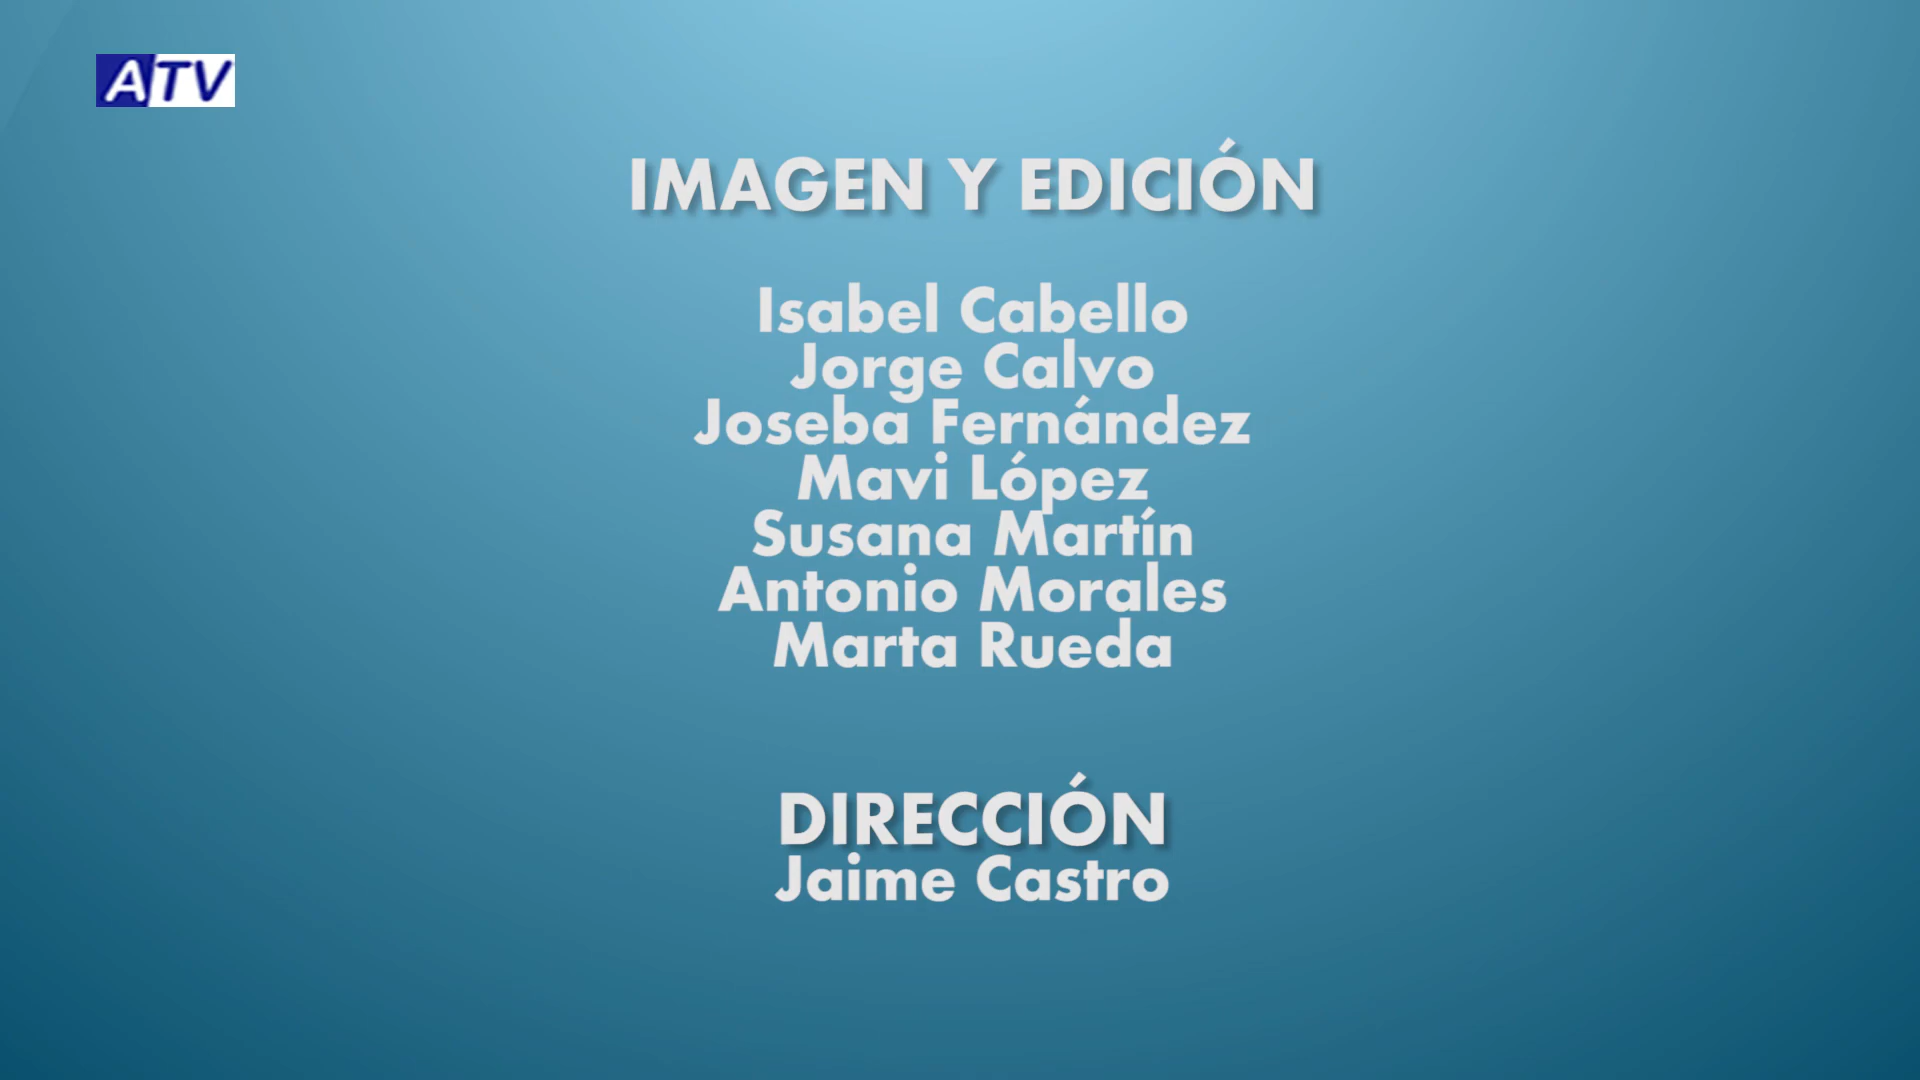 ATV
IMAGEN Y EDICIÓN
Isabel Cabello
Jorge Calvo
Joseba Fernández
Mavi López
Susana Martín
Antonio Morales
Marta Rueda
DIRECCIÓN
Jaime Castro